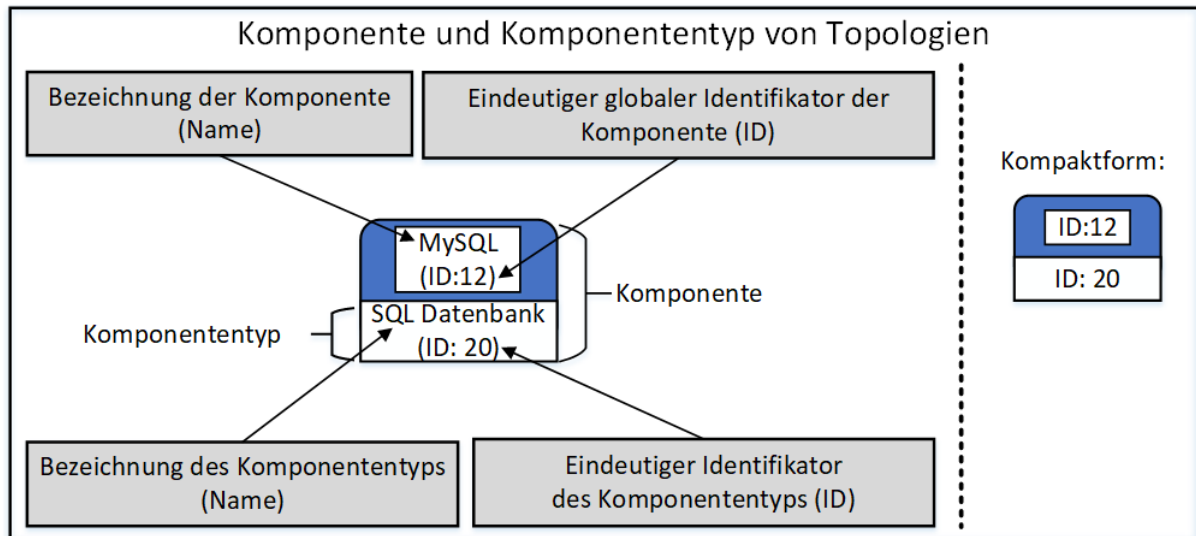 Komponente und Komponententyp von Topologien
Bezeichnung der Komponente
(Name)
Eindeutiger globaler Identifikator der
Komponente (ID)
Kompaktform:
MySQL
(ID:12)
SQL Datenbank
(ID: 20)
Komponente
Komponententyp
ID:12
ID: 20
Bezeichnung des Komponententyps
(Name)
Eindeutiger Identifikator
des Komponententyps (ID)